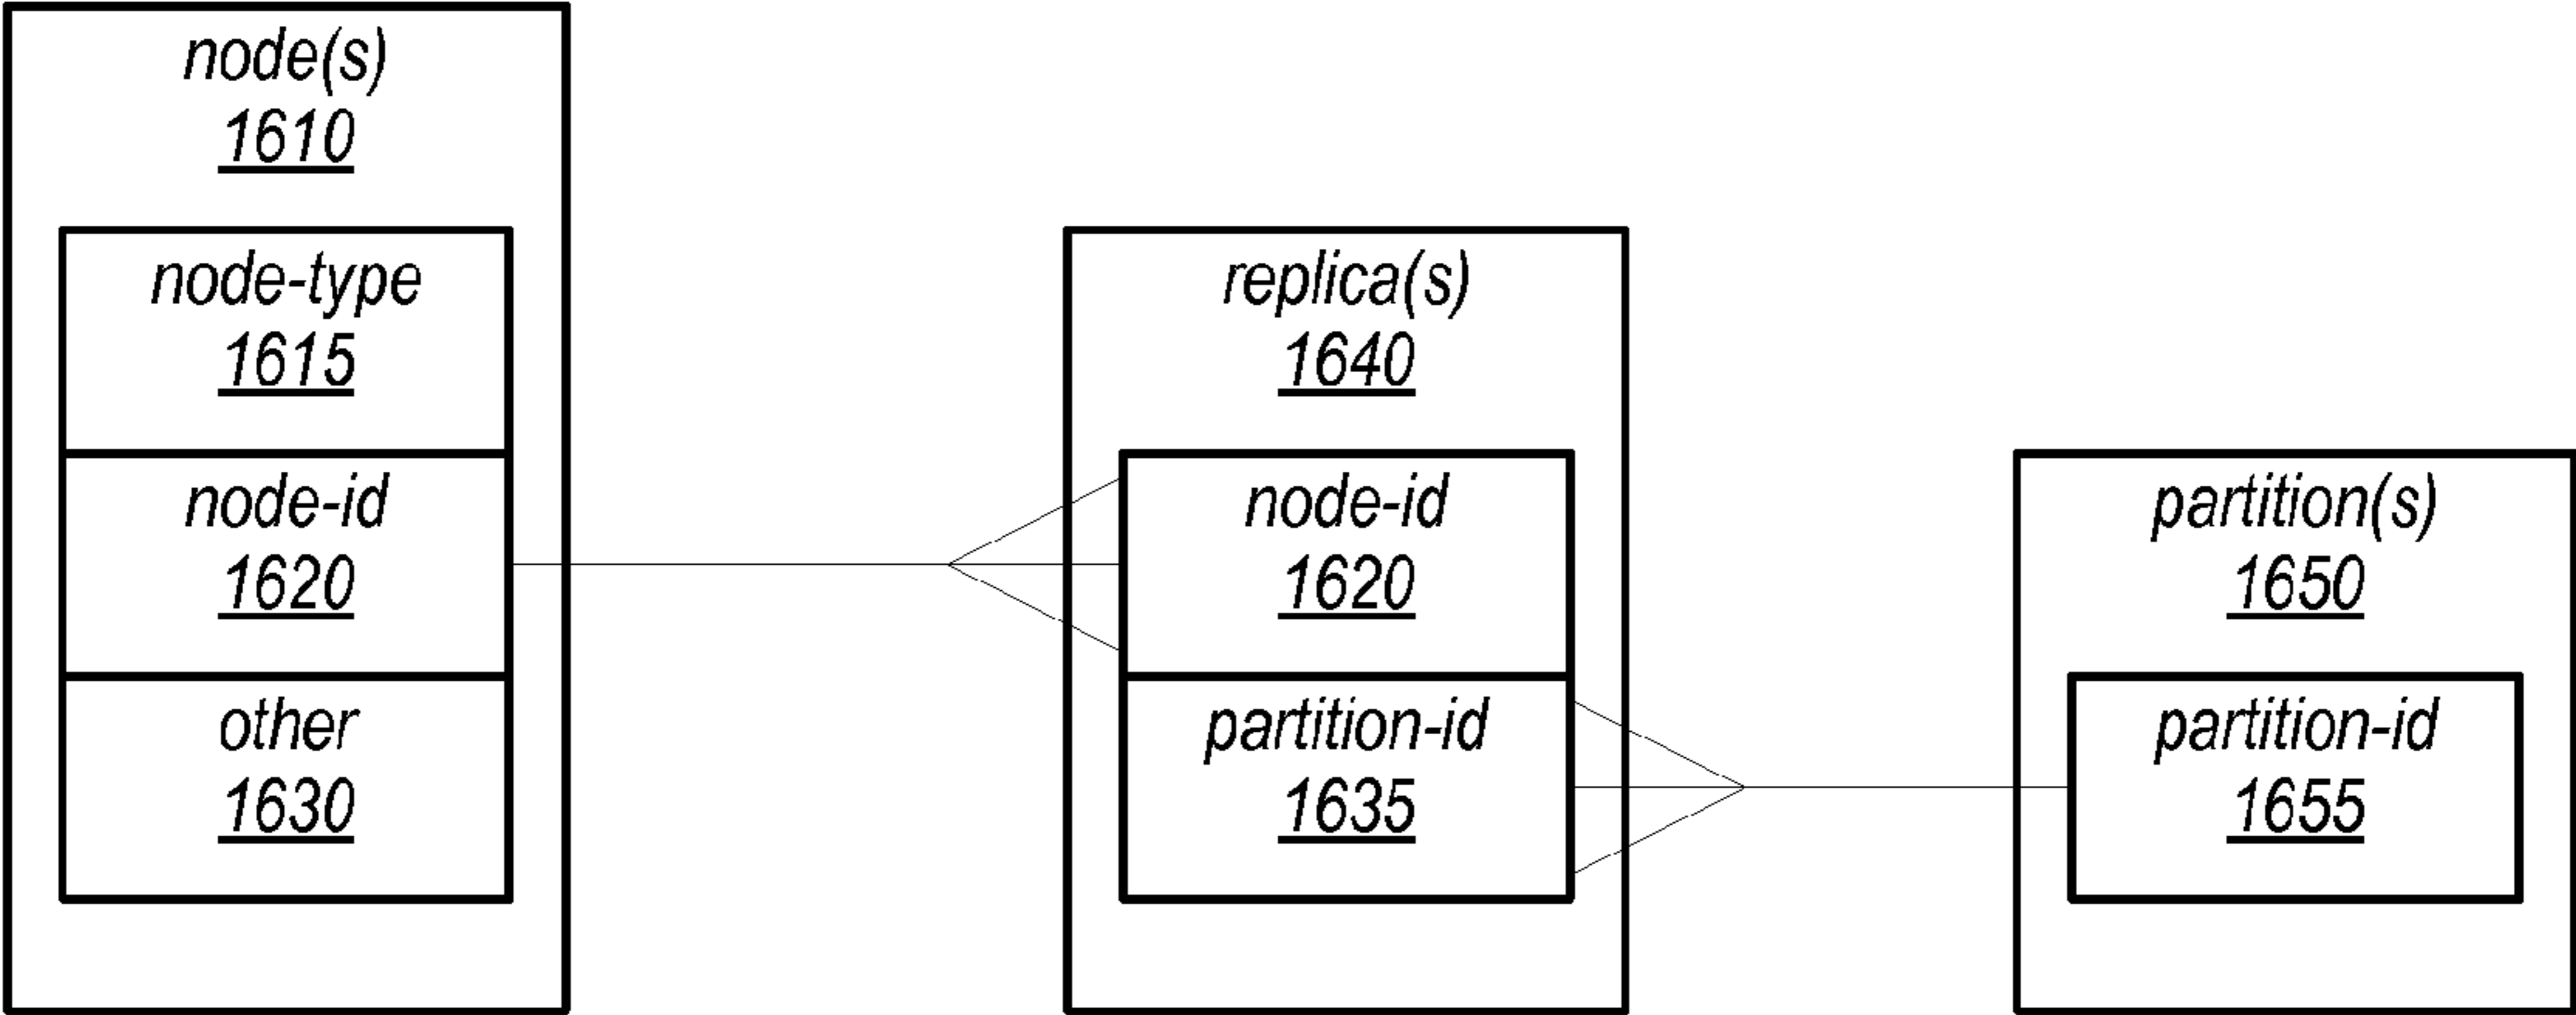 node(s)
1610
node-type
1615
node-id
1620
other
1630
replica(s)
1640
node-id
1620
partition-id
1635
partition(s)
1650
partition-id
1655